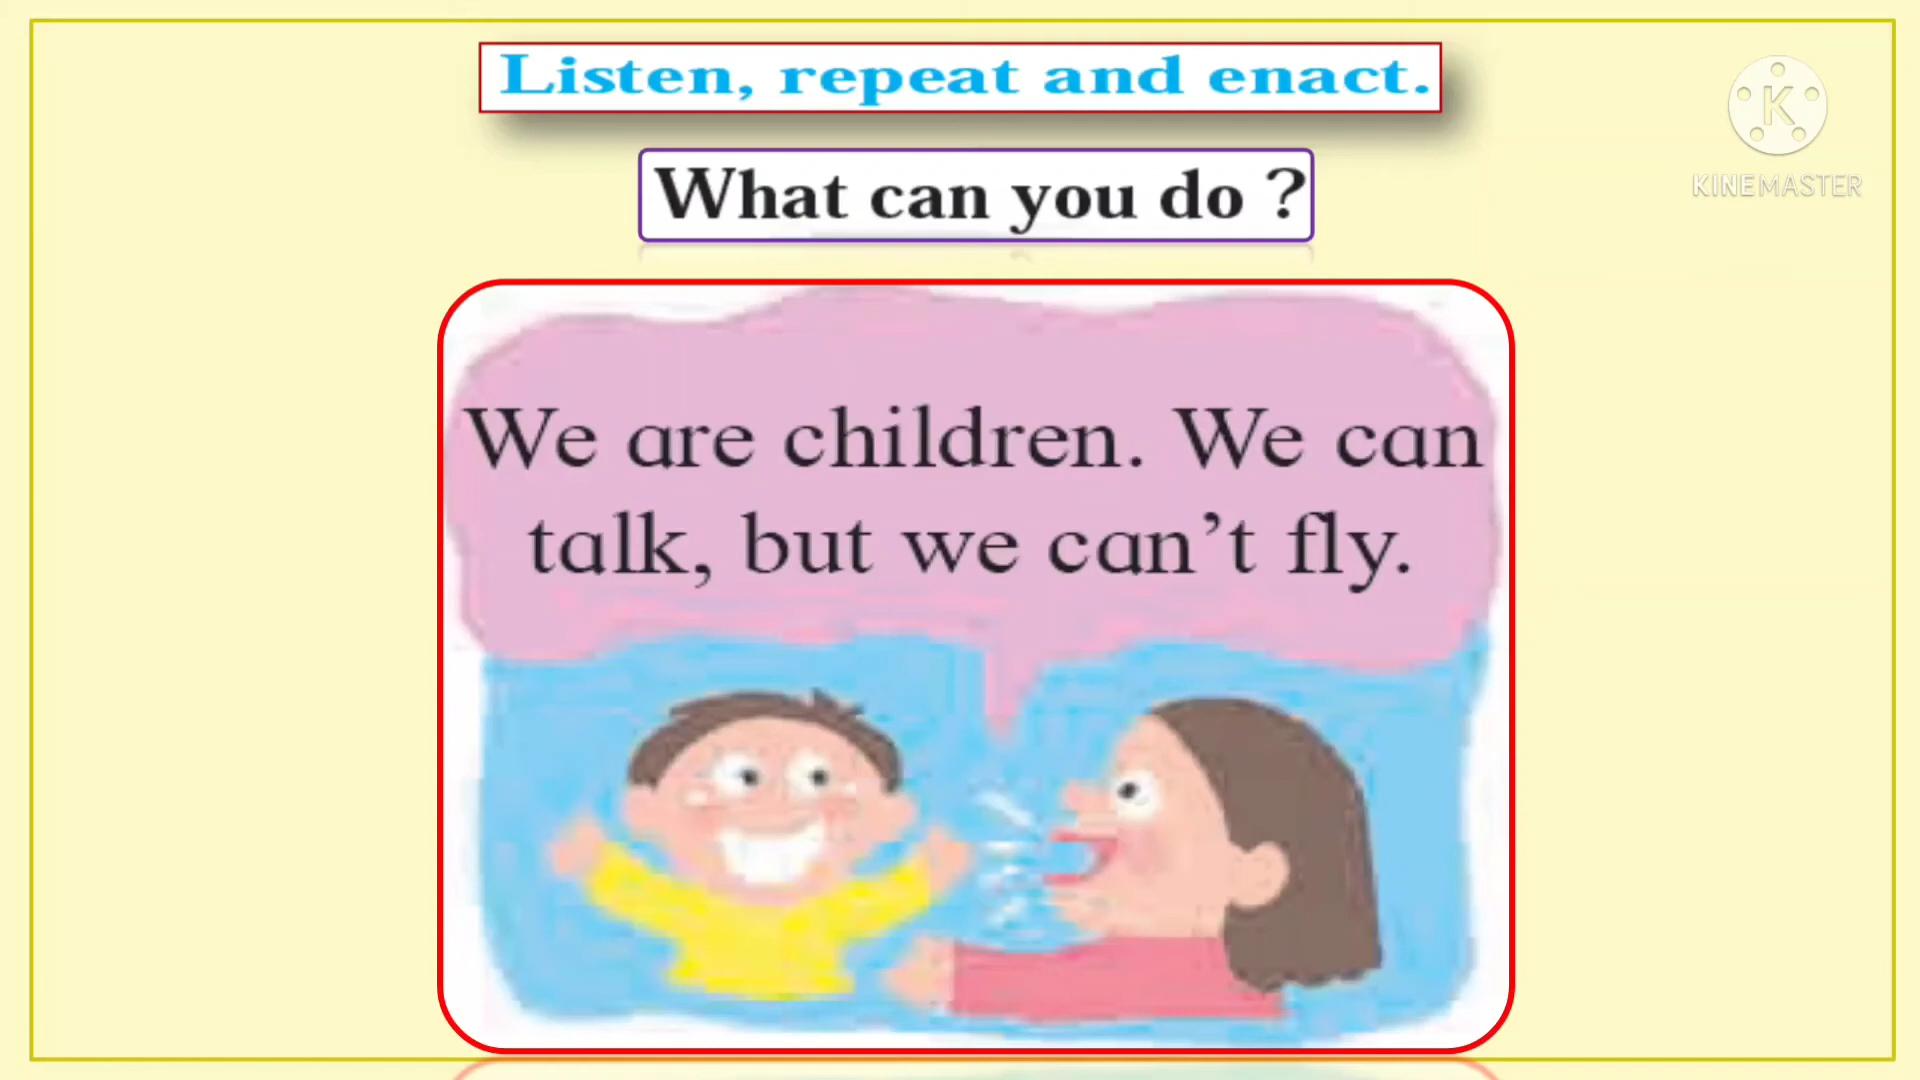 Listen, repeat and enact.
What can you do ?
K
KINEMASTER
We are children. We can
talk, but we can’t fly.